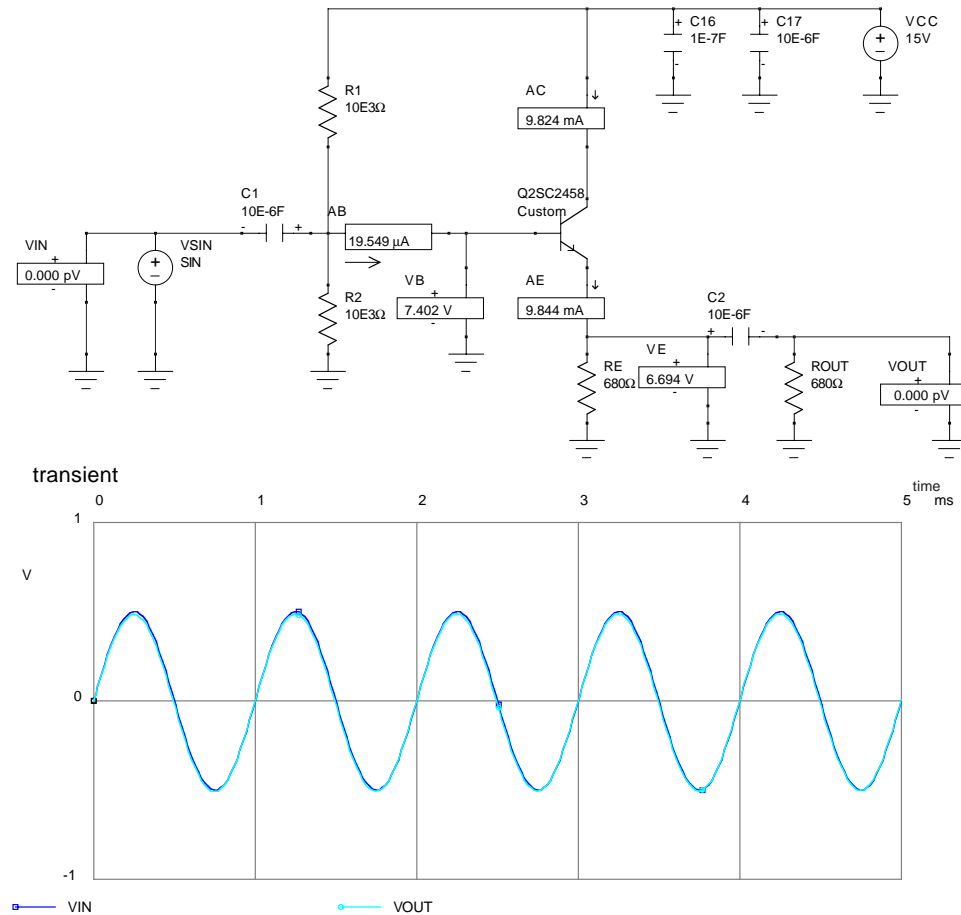 C16
1E-7F
C17
10E-6F
VCC
15V
+
-
+
-
+
R1
10E3Ω
AC
9.824 mA
Q2SC2458
Custom
C1
10E-6F
-
+
AB
19.549 µA
VIN
+
0.000 pV
-
VSIN
SIN
+
R2
10E3Ω
VB
+
7.402 V
-
AE
9.844 mA
C2
10E-6F
+
-
RE
680Ω
VE
+
6.694 V
-
ROUT
680Ω
VOUT
+
0.000 pV
-
transient
time
0 1 2 3 4 5 ms
1
V
0
-1
VIN
VOUT